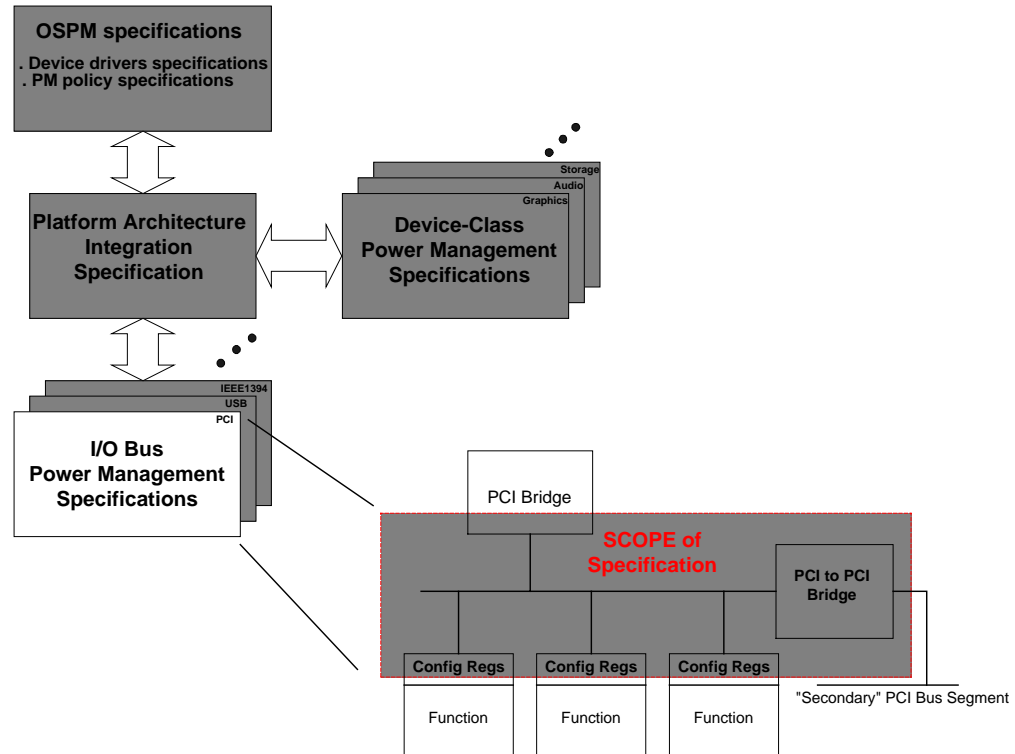 OSPM specifications
. Device drivers specifications
. PM policy specifications
Storage
Audio
Graphics
Platform Architecture
Integration
Specification
Device-Class
Power Management
Specifications
IEEE1394
USB
PCI
I/O Bus
Power Management
Specifications
PCI Bridge
SCOPE of
Specification
PCI to PCI
Bridge
Config Regs
Config Regs
Config Regs
"Secondary" PCI Bus Segment
Function
Function
Function